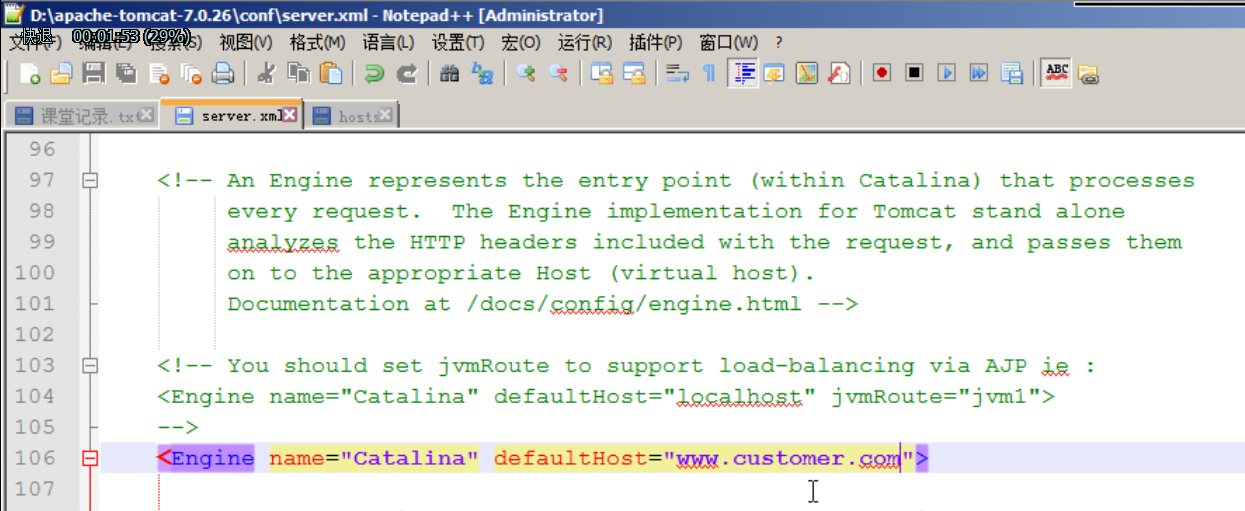 D:\apache-tomcat-7.0.26\conf\server.xml - Notepad++ [Administrator]
快退 00:01:53 (29%)
文件(F) 编辑(E) 搜索(S) 视图(V) 格式(M) 语言(L) 设置(T) 宏(O) 运行(R) 插件(P) 窗口(W) ?
ABC
课堂记录.txt server.xml hosts
96
97 <!-- An Engine represents the entry point (within Catalina) that processes
98 every request. The Engine implementation for Tomcat stand alone
99 analyzes the HTTP headers included with the request, and passes them
100 on to the appropriate Host (virtual host).
101 Documentation at /docs/config/engine.html -->
102
103 <!-- You should set jvmRoute to support load-balancing via AJP ie :
104 <Engine name="Catalina" defaultHost="localhost" jvmRoute="jvm1">
105 -->
106 <Engine name="Catalina" defaultHost="www.customer.com">
107